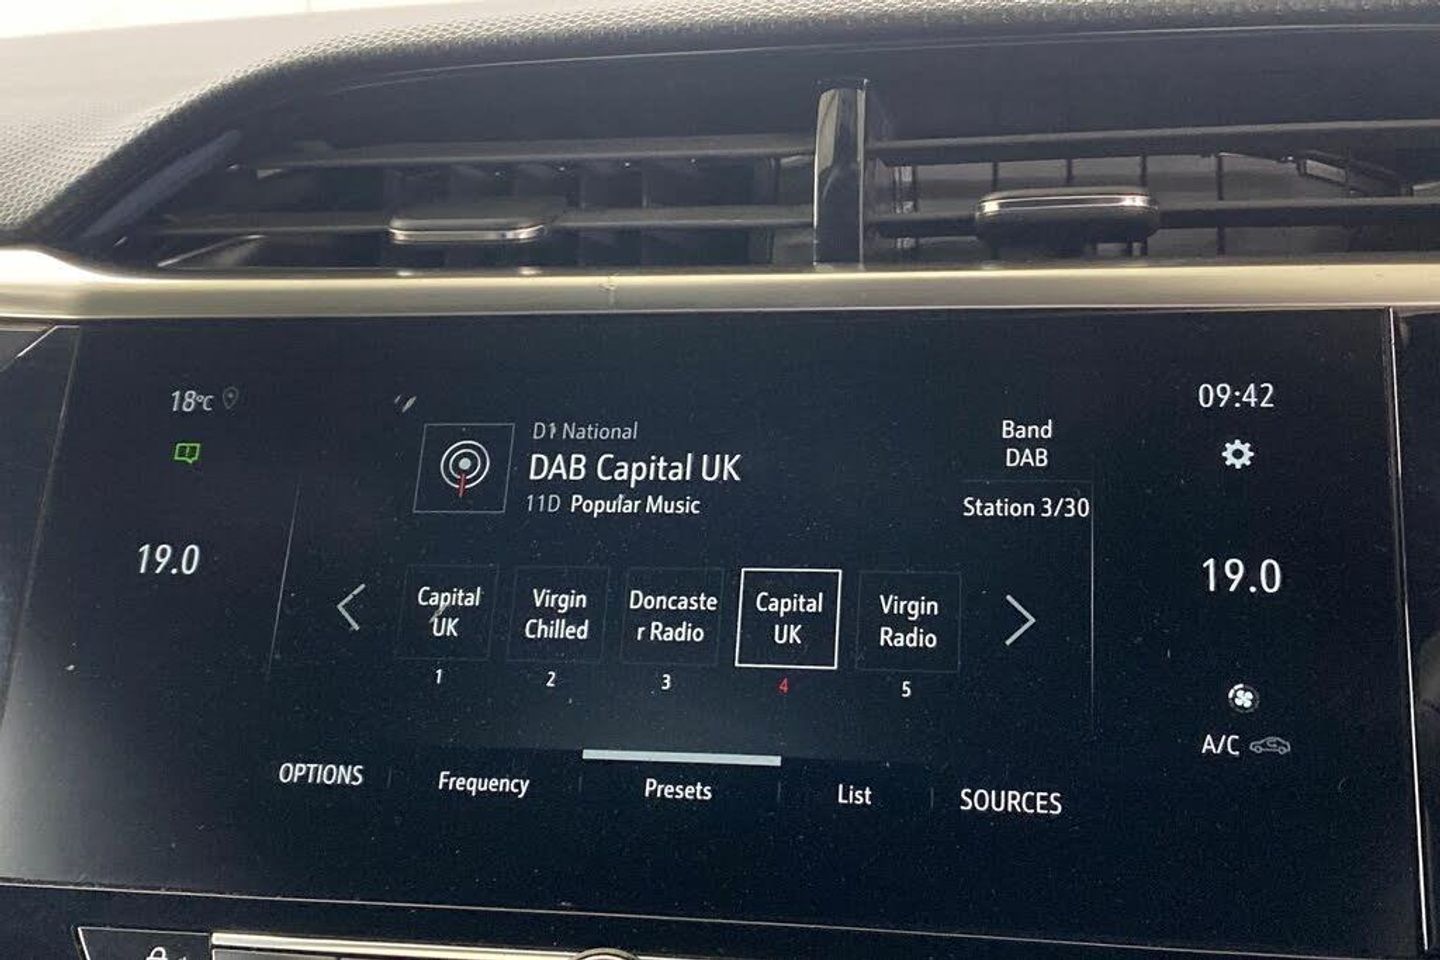 18°C
09:42
D1 National
DAB Capital UK
11D Popular Music
Band
DAB
Station 3/30
19.0
19.0
Capital
UK
Virgin
Chilled
Doncaste
r Radio
Capital
UK
Virgin
Radio
1
2
3
4
5
A/C
OPTIONS
Frequency
Presets
List
SOURCES